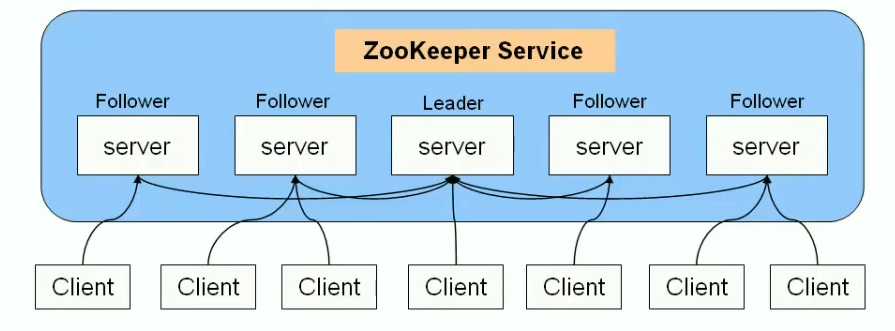 ZooKeeper Service
Follower Follower Leader Follower Follower
server server server server server
Client Client Client Client Client Client Client